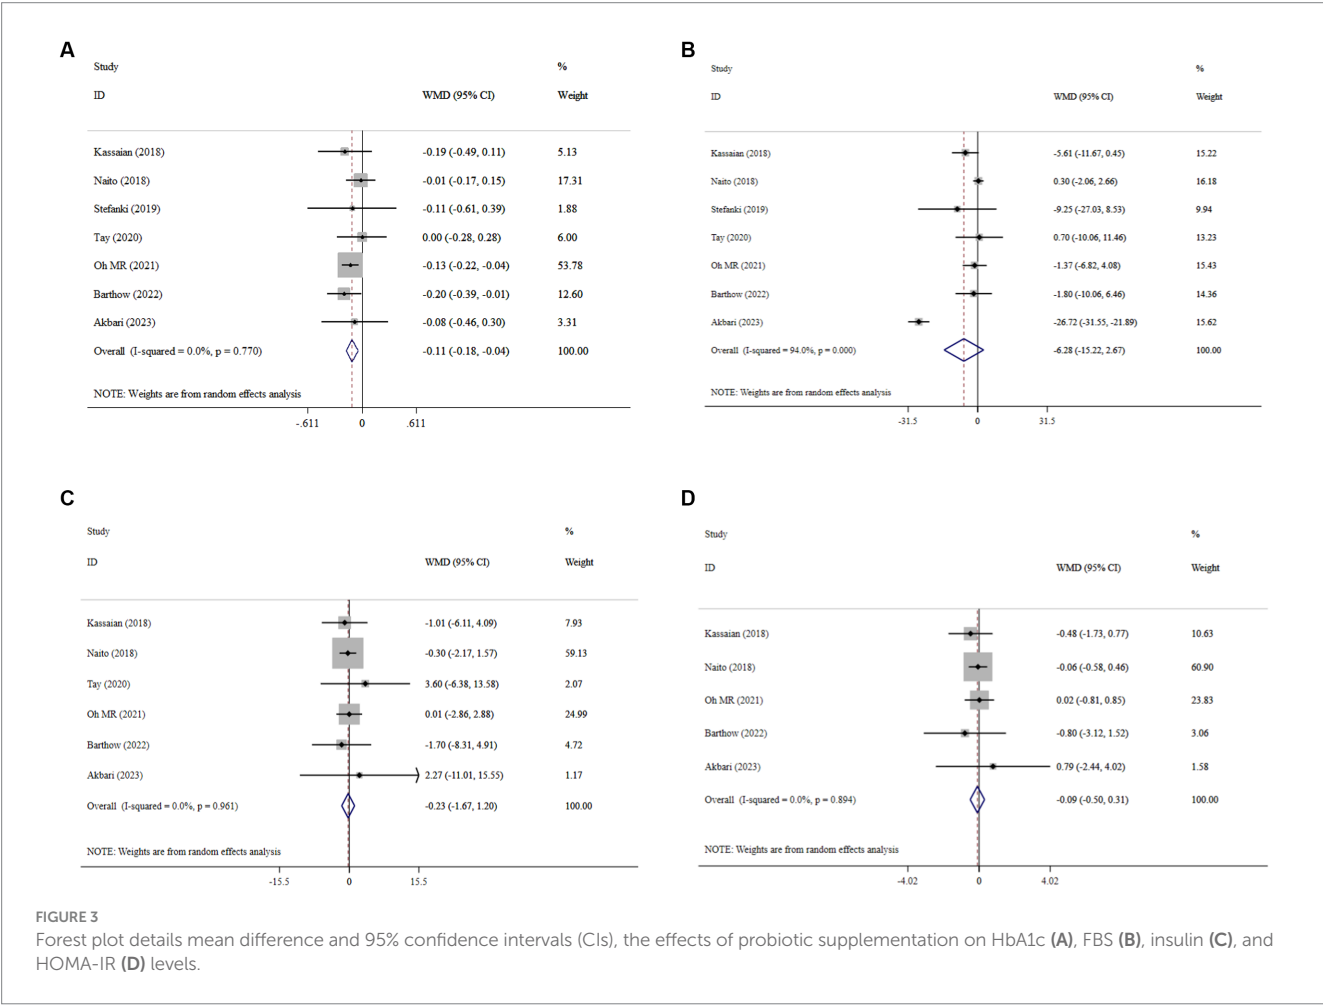 A
Study %
ID WMD (95% CI) Weight
Kassaian (2018) -0.19 (-0.49, 0.11) 5.13
Naito (2018) -0.01 (-0.17, 0.15) 17.31
Stefanki (2019) -0.11 (-0.61, 0.39) 1.88
Tay (2020) 0.00 (-0.28, 0.28) 6.00
Oh MR (2021) -0.13 (-0.22, -0.04) 53.78
Barthow (2022) -0.20 (-0.39, -0.01) 12.60
Akbari (2023) -0.08 (-0.46, 0.30) 3.31
Overall (I-squared = 0.0%, p = 0.770) -0.11 (-0.18, -0.04) 100.00
NOTE: Weights are from random effects analysis
-.611 0 .611
B
Study %
ID WMD (95% CI) Weight
Kassaian (2018) -5.61 (-11.67, 0.45) 15.22
Naito (2018) 0.30 (-2.06, 2.66) 16.18
Stefanki (2019) -9.25 (-27.03, 8.53) 9.94
Tay (2020) 0.70 (-10.06, 11.46) 13.23
Oh MR (2021) -1.37 (-6.82, 4.08) 15.43
Barthow (2022) -1.80 (-10.06, 6.46) 14.36
Akbari (2023) -26.72 (-31.55, -21.89) 15.62
Overall (I-squared = 94.0%, p = 0.000) -6.28 (-15.22, 2.67) 100.00
NOTE: Weights are from random effects analysis
-31.5 0 31.5
C
Study %
ID WMD (95% CI) Weight
Kassaian (2018) -1.01 (-6.11, 4.09) 7.93
Naito (2018) -0.30 (-2.17, 1.57) 59.13
Tay (2020) 3.60 (-6.38, 13.58) 2.07
Oh MR (2021) 0.01 (-2.86, 2.88) 24.99
Barthow (2022) -1.70 (-8.31, 4.91) 4.72
Akbari (2023) 2.27 (-11.01, 15.55) 1.17
Overall (I-squared = 0.0%, p = 0.961) -0.23 (-1.67, 1.20) 100.00
NOTE: Weights are from random effects analysis
-15.5 0 15.5
D
Study %
ID WMD (95% CI) Weight
Kassaian (2018) -0.48 (-1.73, 0.77) 10.63
Naito (2018) -0.06 (-0.58, 0.46) 60.90
Oh MR (2021) 0.02 (-0.81, 0.85) 23.83
Barthow (2022) -0.80 (-3.12, 1.52) 3.06
Akbari (2023) 0.79 (-2.44, 4.02) 1.58
Overall (I-squared = 0.0%, p = 0.894) -0.09 (-0.50, 0.31) 100.00
NOTE: Weights are from random effects analysis
-4.02 0 4.02
FIGURE 3
Forest plot details mean difference and 95% confidence intervals (CIs), the effects of probiotic supplementation on HbA1c (A), FBS (B), insulin (C), and
HOMA-IR (D) levels.